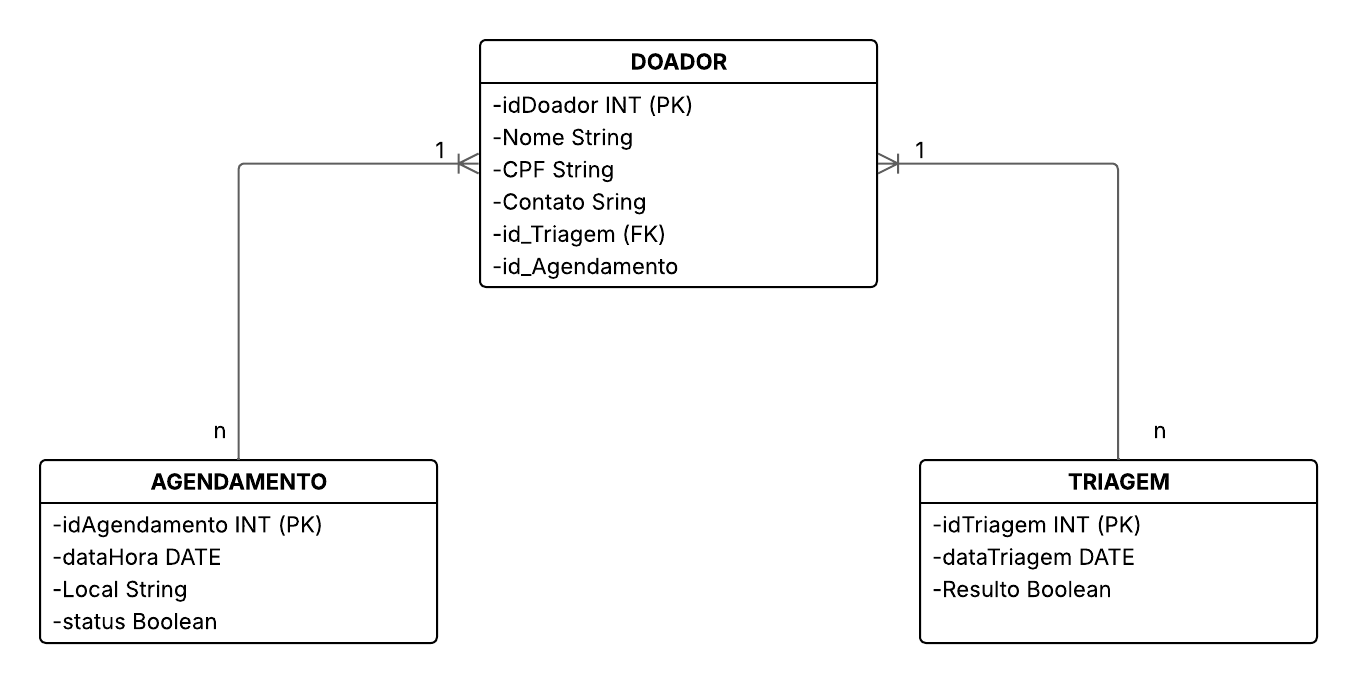 DOADOR
-idDoador INT (PK)
-Nome String
-CPF String
-Contato Sring
-id_Triagem (FK)
-id_Agendamento
1
1
n
n
AGENDAMENTO
-idAgendamento INT (PK)
-dataHora DATE
-Local String
-status Boolean
TRIAGEM
-idTriagem INT (PK)
-dataTriagem DATE
-Resulto Boolean